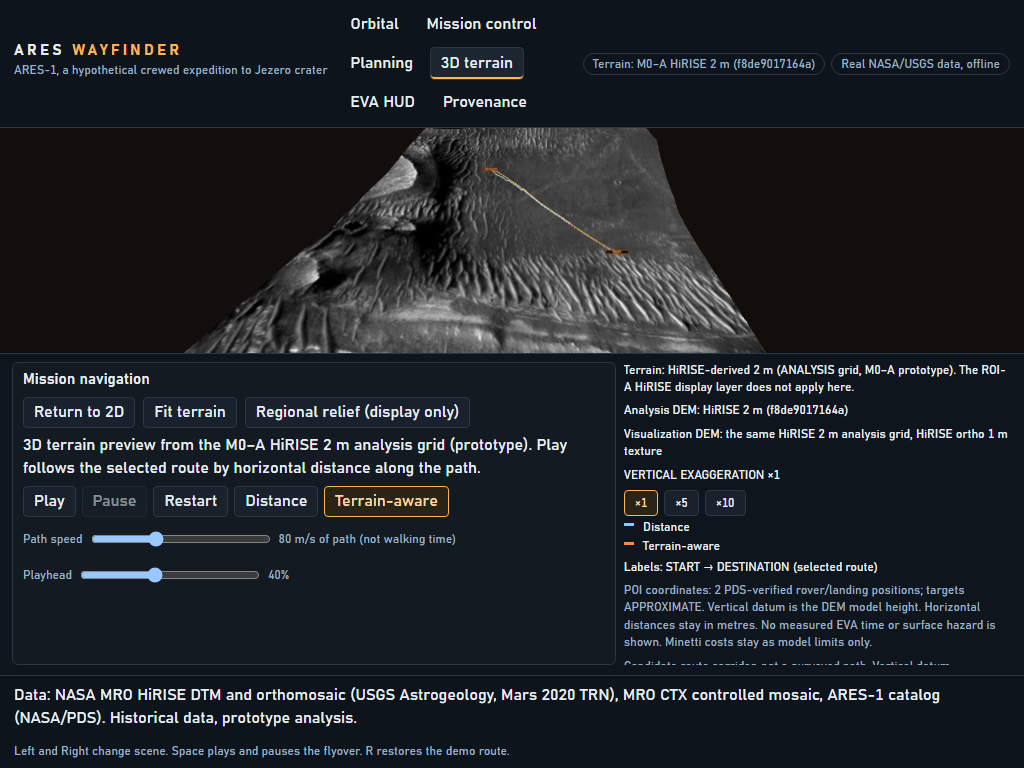 Orbital Mission control
ARES WAYFINDER
ARES-1, a hypothetical crewed expedition to Jezero crater
Planning 3D terrain
EVA HUD Provenance
Terrain: M0–A HiRISE 2 m (f8de9017164a) Real NASA/USGS data, offline
Mission navigation
Return to 2D Fit terrain Regional relief (display only)
3D terrain preview from the M0–A HiRISE 2 m analysis grid (prototype). Play
follows the selected route by horizontal distance along the path.
Play Pause Restart Distance Terrain-aware
Path speed 80 m/s of path (not walking time)
Playhead 40%
Terrain: HiRISE-derived 2 m (ANALYSIS grid, M0–A prototype). The ROI-
A HiRISE display layer does not apply here.
Analysis DEM: HiRISE 2 m (f8de9017164a)
Visualization DEM: the same HiRISE 2 m analysis grid, HiRISE ortho 1 m
texture
VERTICAL EXAGGERATION ×1
×1 ×5 ×10
Distance
Terrain-aware
Labels: START → DESTINATION (selected route)
POI coordinates: 2 PDS-verified rover/landing positions; targets
APPROXIMATE. Vertical datum is the DEM model height. Horizontal
distances stay in metres. No measured EVA time or surface hazard is
shown. Minetti costs stay as model limits only.
Data: NASA MRO HiRISE DTM and orthomosaic (USGS Astrogeology, Mars 2020 TRN), MRO CTX controlled mosaic, ARES-1 catalog
(NASA/PDS). Historical data, prototype analysis.
Left and Right change scene. Space plays and pauses the flyover. R restores the demo route.